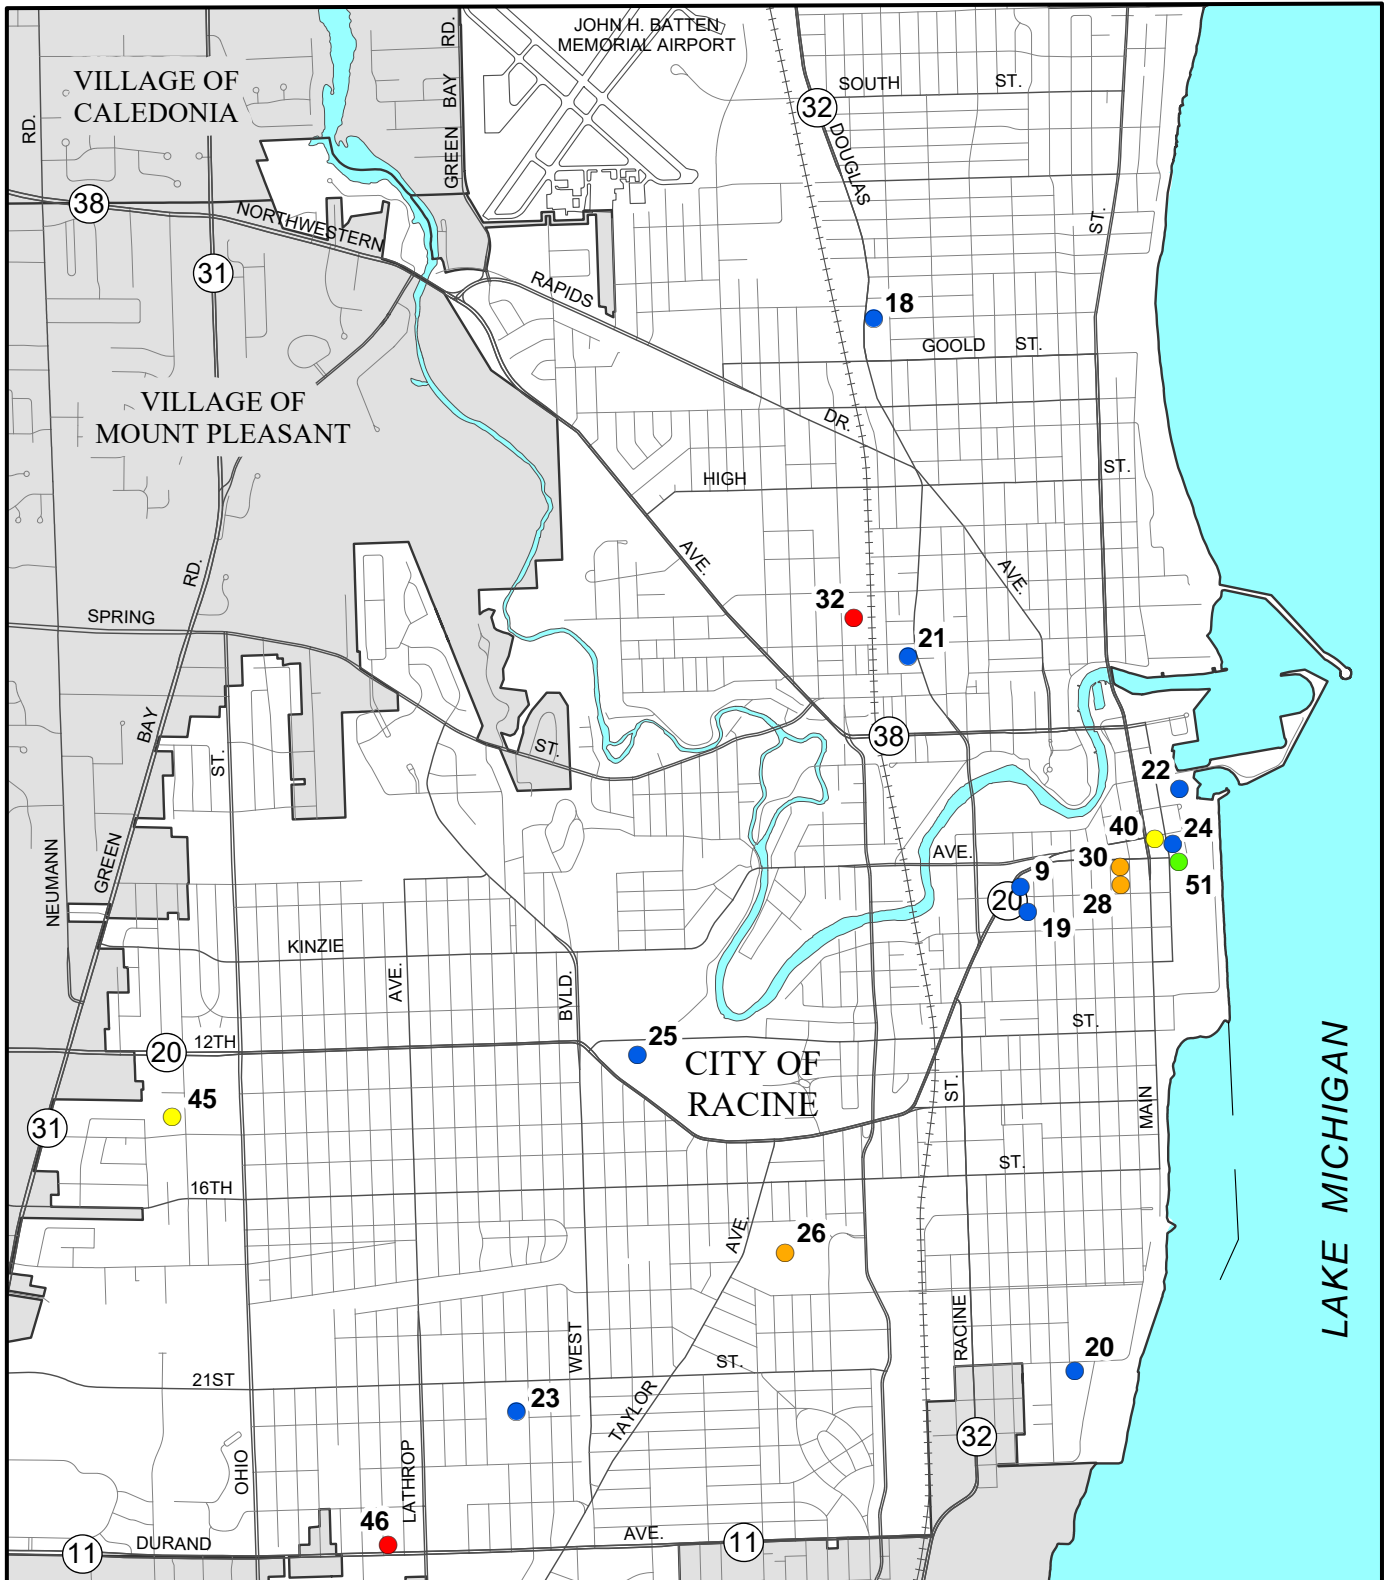 JOHN H. BATTEN
MEMORIAL AIRPORT
RD.
BAY
GREEN
VILLAGE OF
CALEDONIA
RD.
SOUTH ST.
32
DOUGLAS
38
NORTHWESTERN
ST.
31
RAPIDS
18
GOOLD ST.
VILLAGE OF
MOUNT PLEASANT
DR.
HIGH ST.
AVE.
AVE.
RD.
SPRING
32
21
BAY
ST.
ST.
38
22
40
24
GREEN
NEUMANN
AVE.
30
9
51
20
28
19
KINZIE
AVE.
BVLD.
12TH
20
25
ST.
CITY OF
RACINE
45
31
ST.
MAIN
LAKE MICHIGAN
16TH
ST.
AVE.
26
RACINE
WEST
ST.
20
21ST
23
TAYLOR
32
OHIO
LATHROP
46
DURAND
AVE.
11
11